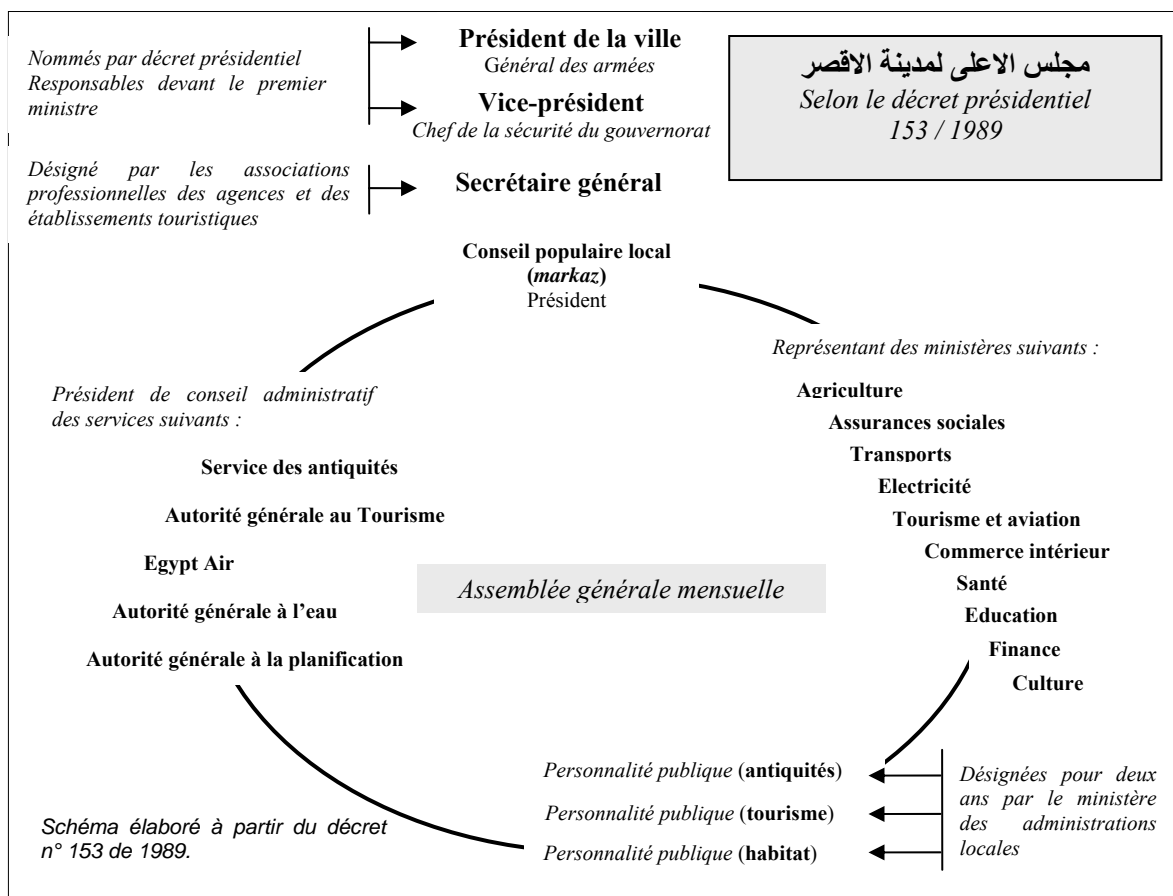 Nommés par décret présidentiel
Responsables devant le premier
ministre
Président de la ville
Général des armées
Vice-président
Chef de la sécurité du gouvernorat
مجلس الاعلى لمدينة الاقصر
Selon le décret présidentiel
153 / 1989
Désigné par les associations
professionnelles des agences et des
établissements touristiques
Secrétaire général
Conseil populaire local
(markaz)
Président
Président de conseil administratif
des services suivants :
Service des antiquités
Autorité générale au Tourisme
Egypt Air
Autorité générale à l'eau
Autorité générale à la planification
Assemblée générale mensuelle
Représentant des ministères suivants :
Agriculture
Assurances sociales
Transports
Electricité
Tourisme et aviation
Commerce intérieur
Santé
Education
Finance
Culture
Personnalité publique (antiquités)
Personnalité publique (tourisme)
Personnalité publique (habitat)
Désignées pour deux
ans par le ministère
des administrations
locales
Schéma élaboré à partir du décret
n° 153 de 1989.